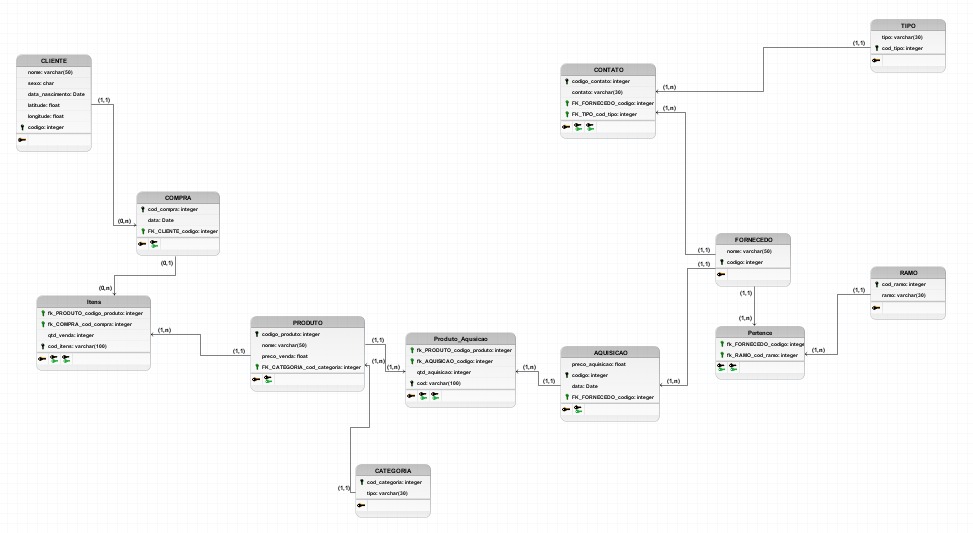 TIPO
tipo: varchar(30)
cod_tipo: integer
(1,1)
CLIENTE
nome: varchar(50)
sexo: char
data_nascimento: Date
latitude: float
longitude: float
codigo: integer
(1,1)
CONTATO
codigo_contato: integer
contato: varchar(30)
FK_FORNECEDO_codigo: integer
FK_TIPO_cod_tipo: integer
(1,n)
(1,n)
COMPRA
cod_compra: integer
data: Date
FK_CLIENTE_codigo: integer
(0,n)
(0,1)
FORNECEDO
nome: varchar(50)
codigo: integer
(1,1)
(1,1)
(1,1)
RAMO
cod_ramo: integer
ramo: varchar(30)
(1,1)
(0,n)
Itens
fk_PRODUTO_codigo_produto: integer
fk_COMPRA_cod_compra: integer
qtd_venda: integer
cod_itens: varchar(100)
(1,n)
(1,1)
PRODUTO
codigo_produto: integer
nome: varchar(50)
preco_venda: float
FK_CATEGORIA_cod_categoria: integer
(1,1)
(1,n)
(1,n)
Produto_Aqusicao
fk_PRODUTO_codigo_produto: integer
fk_AQUISICAO_codigo: integer
qtd_aquisicao: integer
cod: varchar(100)
(1,n)
(1,1)
AQUISICAO
preco_aquisicao: float
codigo: integer
data: Date
FK_FORNECEDO_codigo: integer
(1,n)
(1,n)
Pertence
fk_FORNECEDO_codigo: intege
fk_RAMO_cod_ramo: integer
(1,n)
(1,1)
CATEGORIA
cod_categoria: integer
tipo: varchar(30)